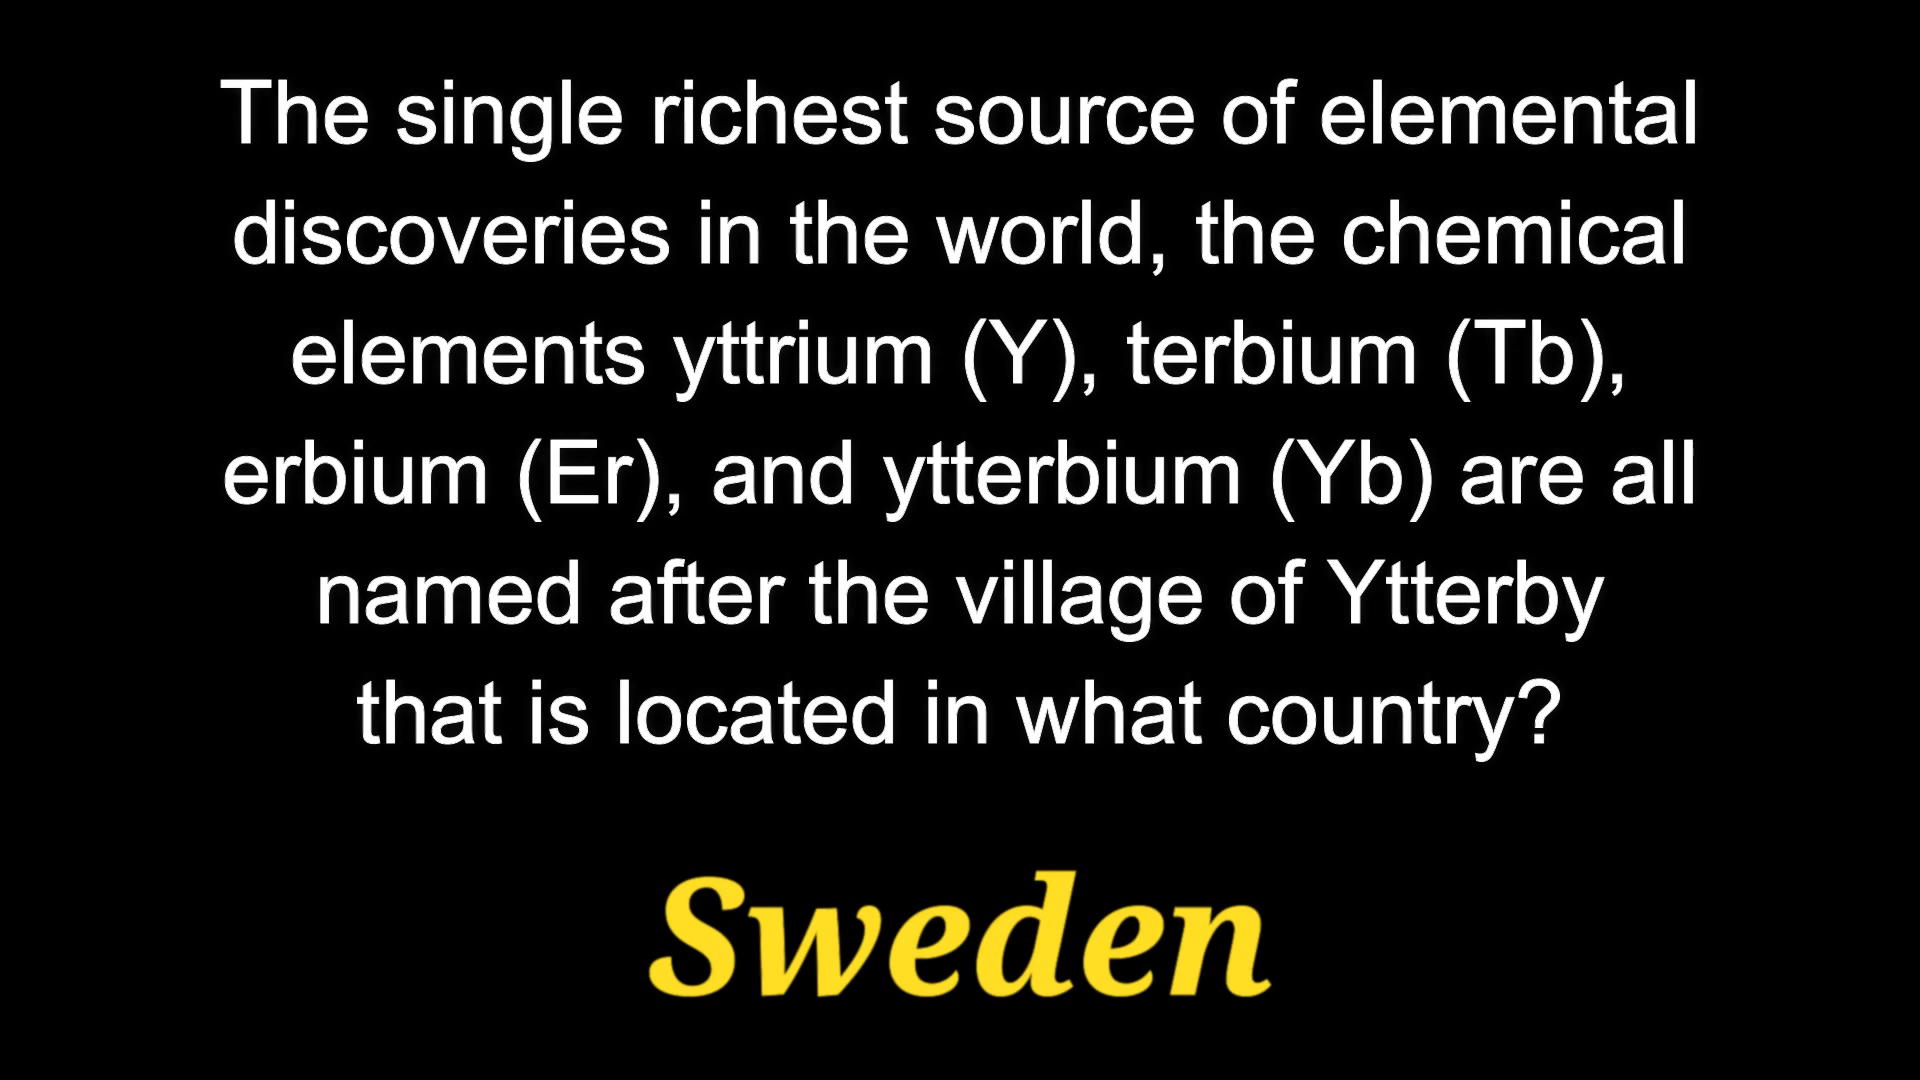 The single richest source of elemental
discoveries in the world, the chemical
elements yttrium (Y), terbium (Tb),
erbium (Er), and ytterbium (Yb) are all
named after the village of Ytterby
that is located in what country?
Sweden